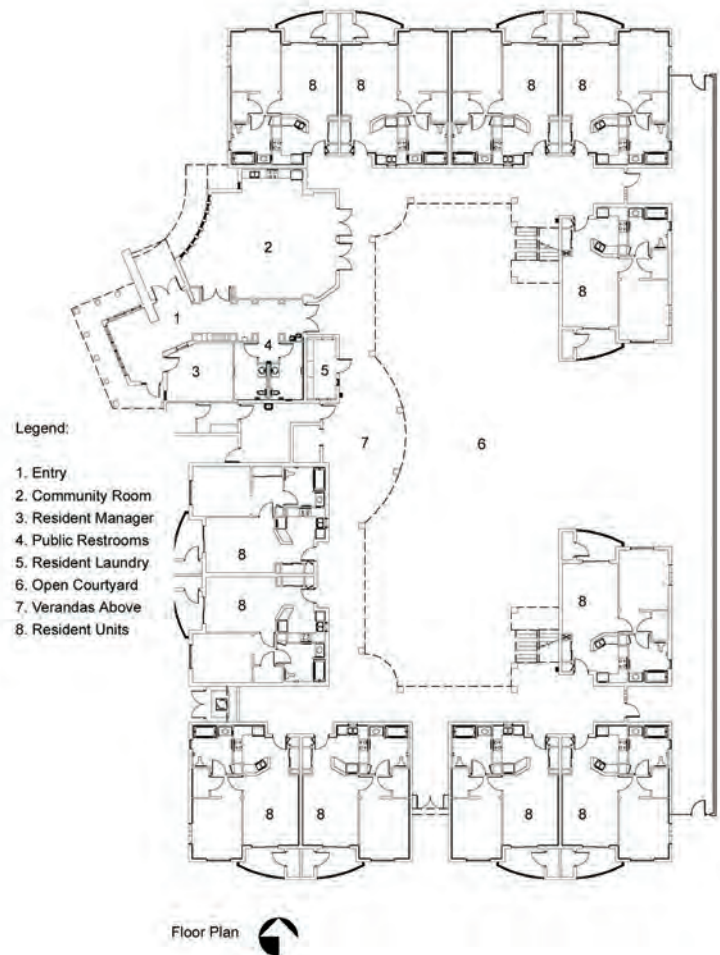 8
8
8
8
2
8
1
4
3
5
7
6
Legend:
1. Entry
2. Community Room
3. Resident Manager
4. Public Restrooms
5. Resident Laundry
6. Open Courtyard
7. Verandas Above
8. Resident Units
8
8
8
8
8
8
8
Floor Plan